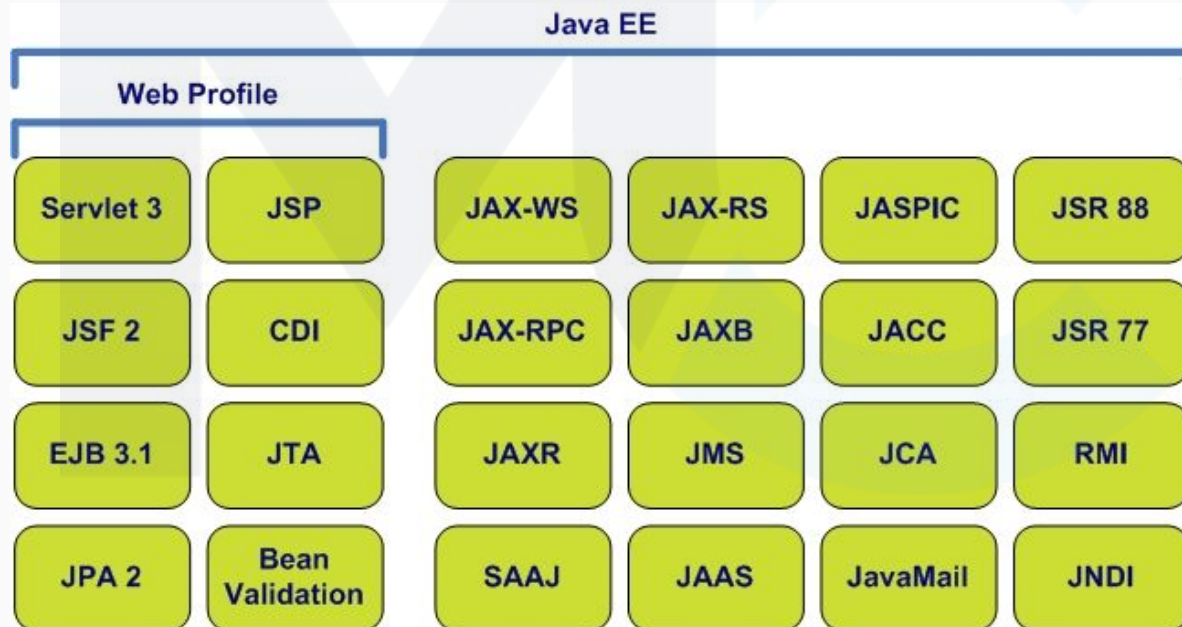 Java EE
Web Profile
Servlet 3
JSP
JAX-WS
JAX-RS
JASPIC
JSR 88
JSF 2
CDI
JAX-RPC
JAXB
JACC
JSR 77
EJB 3.1
JTA
JAXR
JMS
JCA
RMI
JPA 2
Bean
Validation
SAAJ
JAAS
JavaMail
JNDI